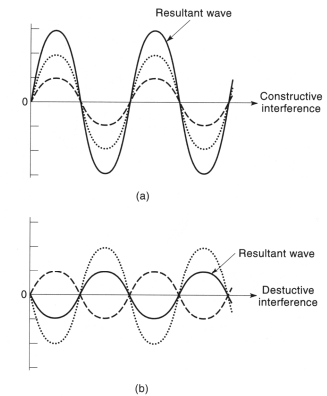 Resultant wave
0
Constructive
interference
(a)
Resultant wave
0
Destuctive
interference
(b)